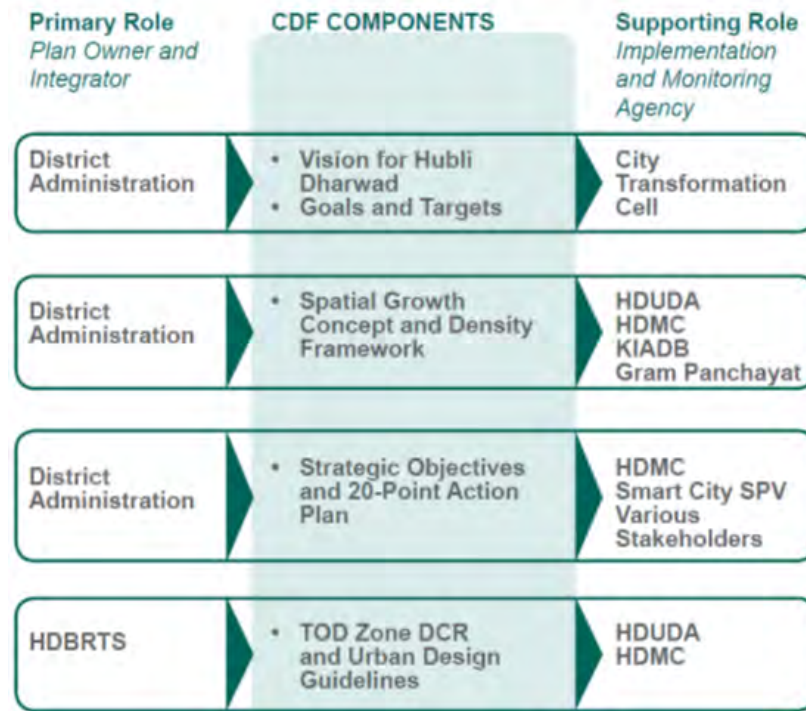 Primary Role
Plan Owner and
Integrator
CDF COMPONENTS
Supporting Role
Implementation
and Monitoring
Agency
District
Administration
• Vision for Hubli
Dharwad
• Goals and Targets
City
Transformation
Cell
District
Administration
• Spatial Growth
Concept and Density
Framework
HDUDA
HDMC
KIADB
Gram Panchayat
District
Administration
• Strategic Objectives
and 20-Point Action
Plan
HDMC
Smart City SPV
Various
Stakeholders
HDBRTS
• TOD Zone DCR
and Urban Design
Guidelines
HDUDA
HDMC